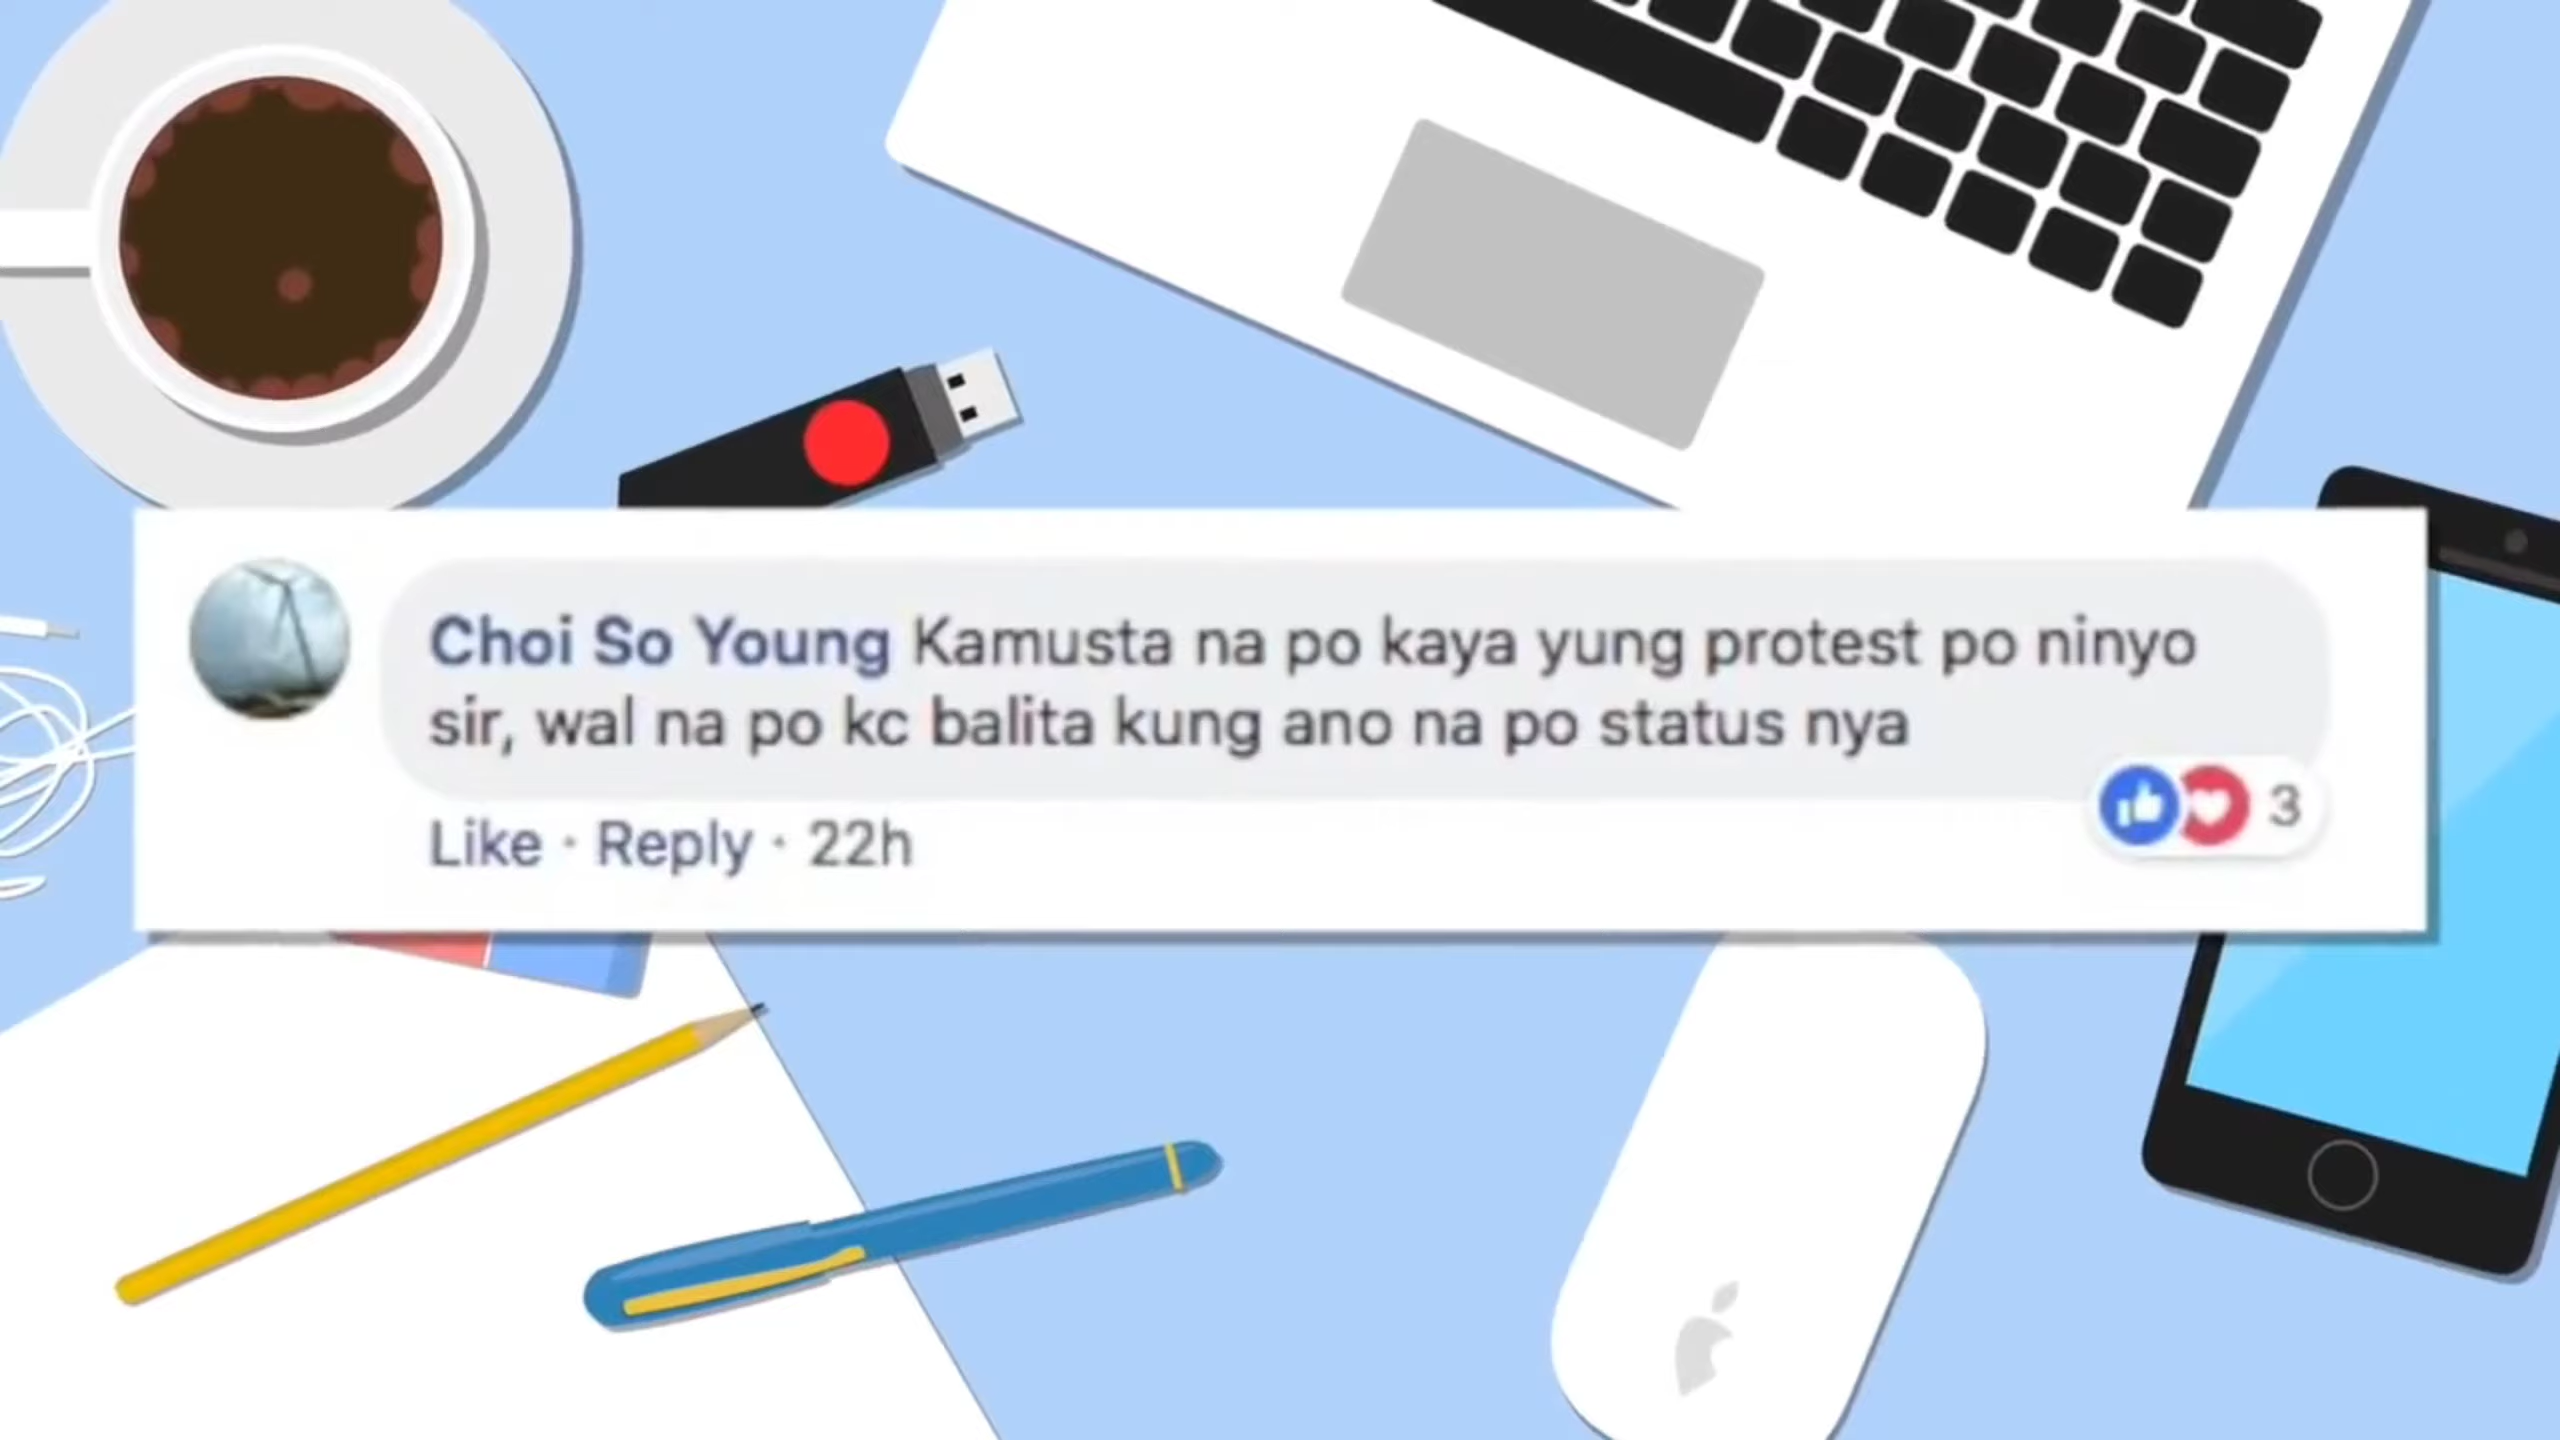 Choi So Young Kamusta na po kaya yung protest po ninyo
sir, wal na po kc balita kung ano na po status nya
Like · Reply · 22h
3